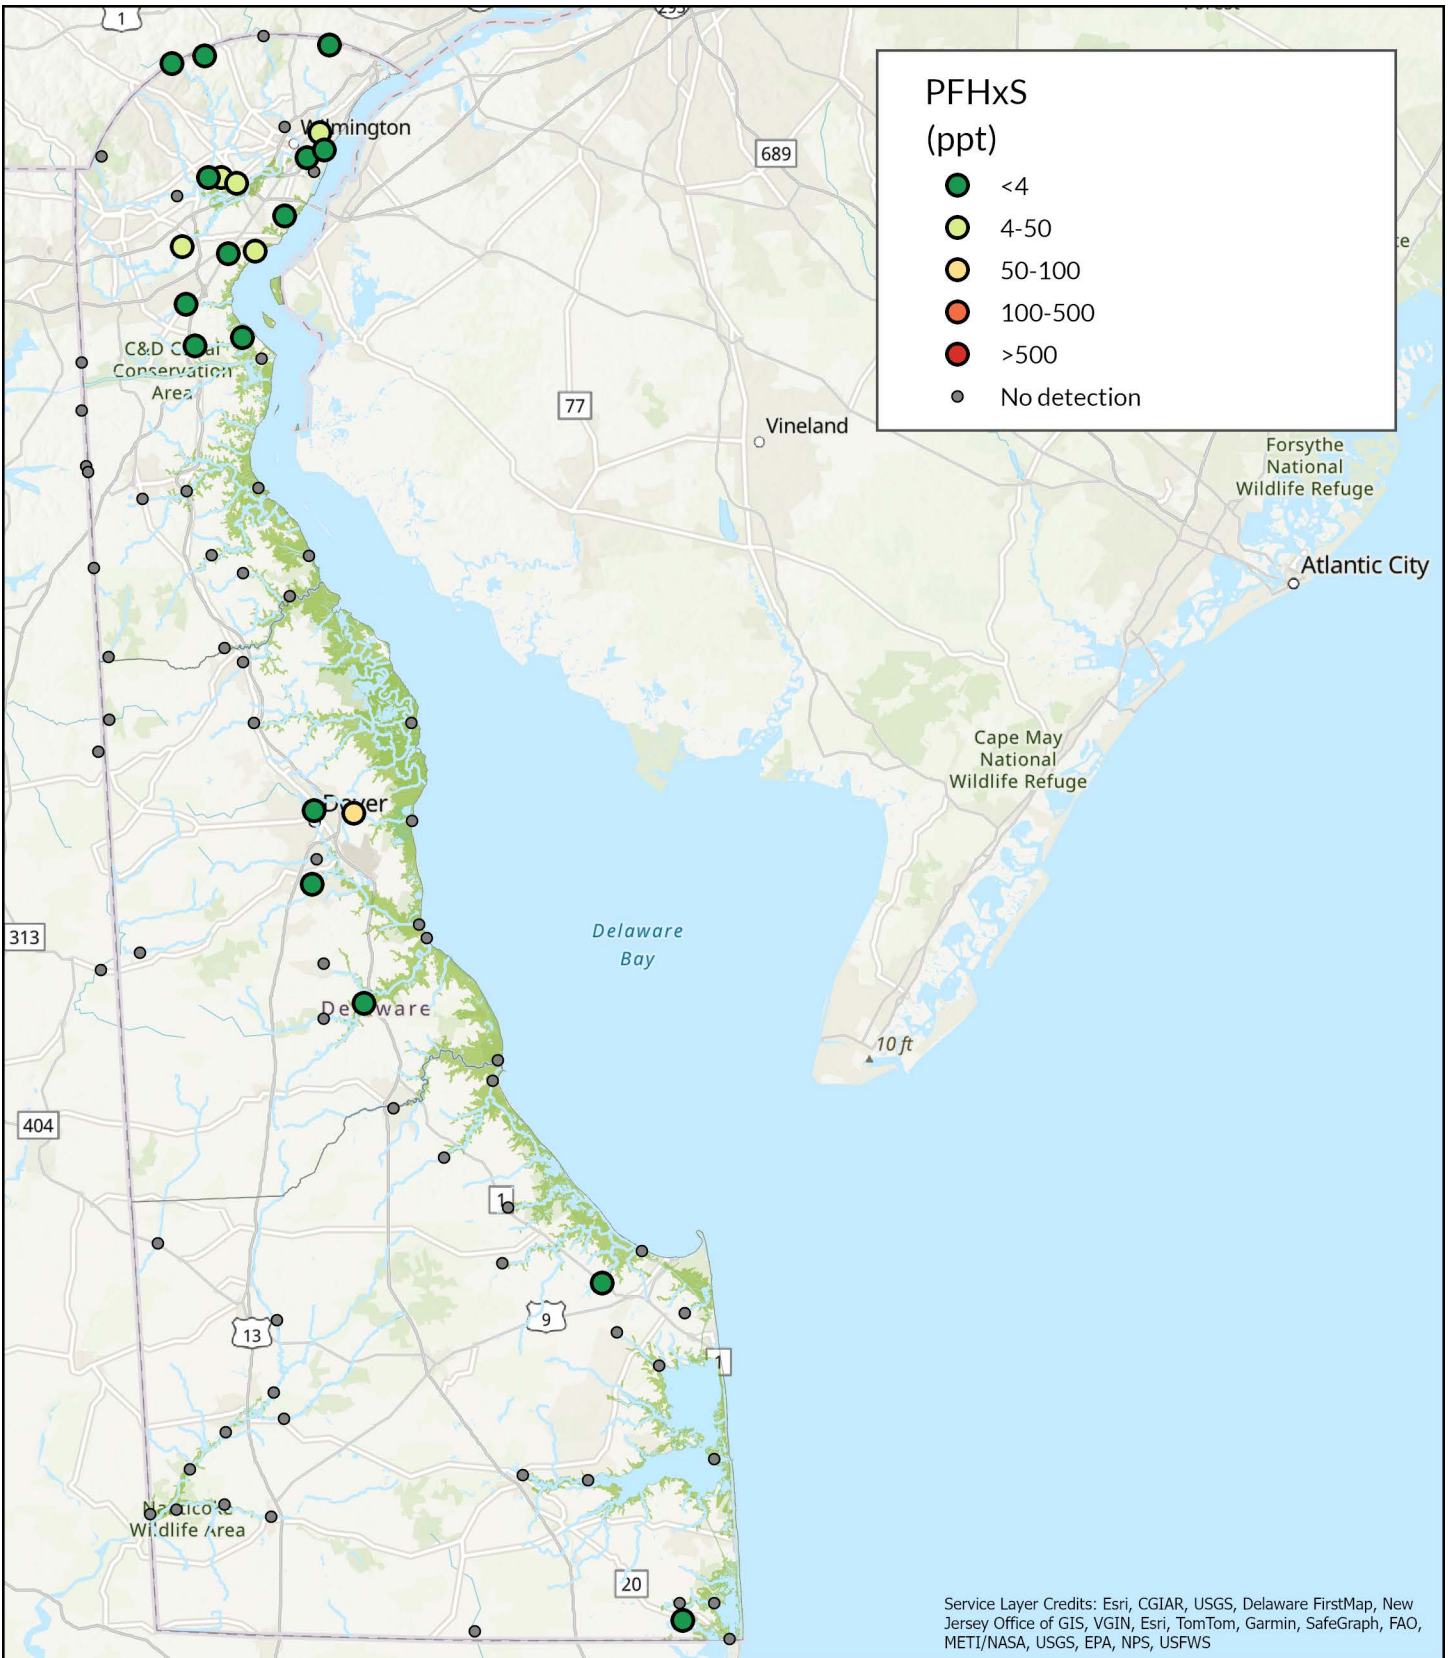 1
295
Wilmington
689
PFHxS
(ppt)
<4
4-50
50-100
100-500
>500
No detection
C&D Canal
Conservation
Area
77
Vineland
Forsythe
National
Wildlife Refuge
Atlantic City
Cape May
National
Wildlife Refuge
Dover
313
Delaware
Bay
Delaware
10 ft
404
1
9
13
1
Nanticoke
Wildlife Area
20
Service Layer Credits: Esri, CGIAR, USGS, Delaware FirstMap, New
Jersey Office of GIS, VGIN, Esri, TomTom, Garmin, SafeGraph, FAO,
METI/NASA, USGS, EPA, NPS, USFWS